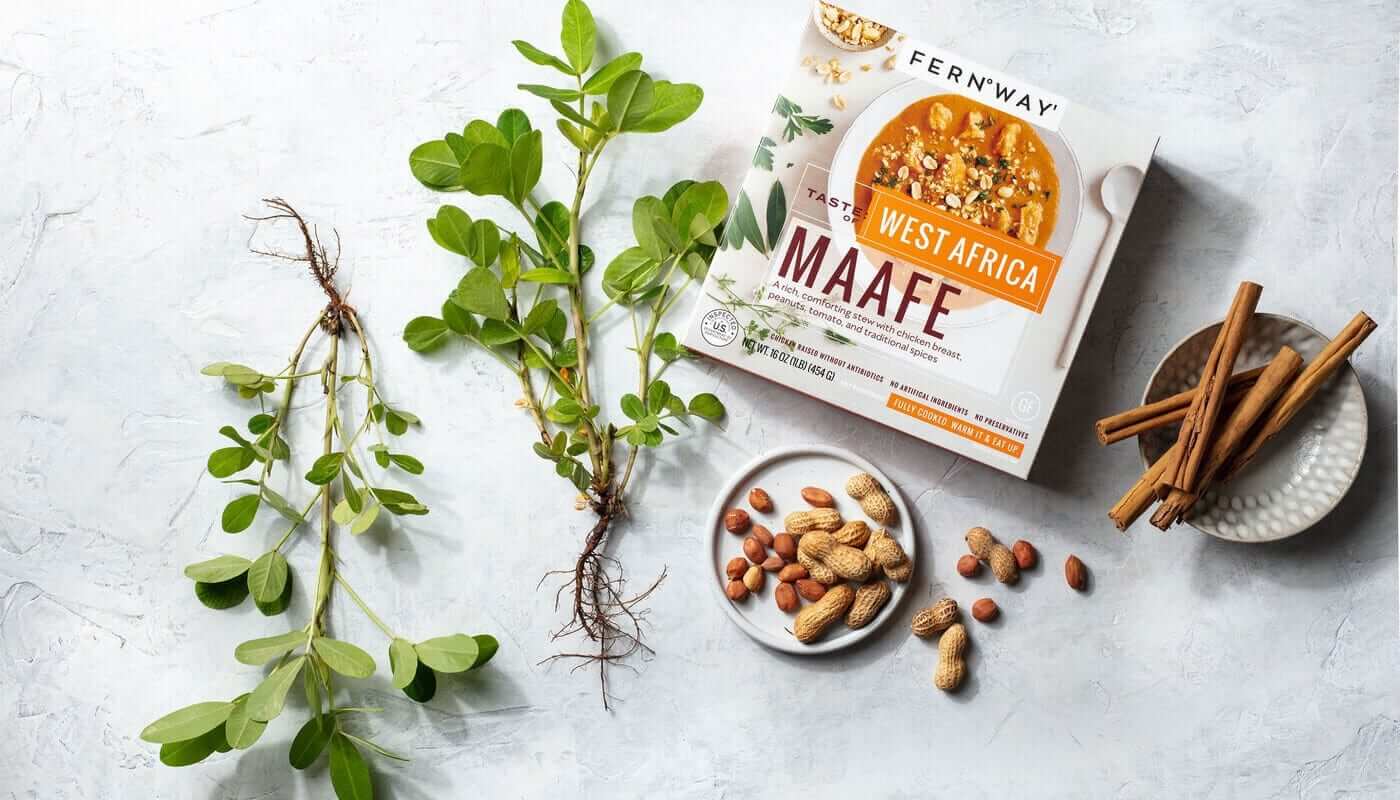 FERN°WAY'
TASTE
OF
WEST AFRICA
MAAFE
A rich, comforting stew with chicken breast,
peanuts, tomato, and traditional spices
INSPECTED
U.S.
CHICKEN RAISED WITHOUT ANTIBIOTICS NO ARTIFICAL INGREDIENTS NO PRESERVATIVES
NET WT. 16 OZ (1LB) (454 G)
GF
FULLY COOKED. WARM IT & EAT UP